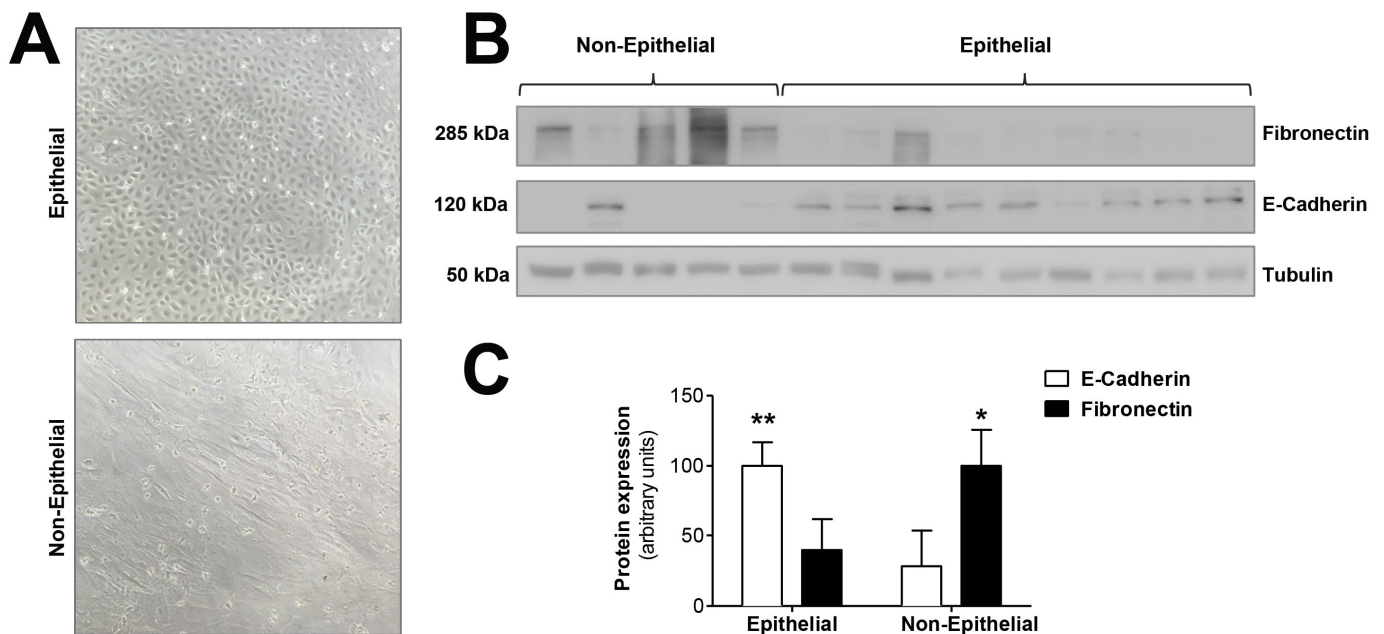 A
Epithelial
Non-Epithelial
B
Non-Epithelial
Epithelial
285 kDa
Fibronectin
120 kDa
E-Cadherin
50 kDa
Tubulin
C
E-Cadherin
Fibronectin
Protein expression
(arbitrary units)
150
100
50
0
**
*
Epithelial
Non-Epithelial